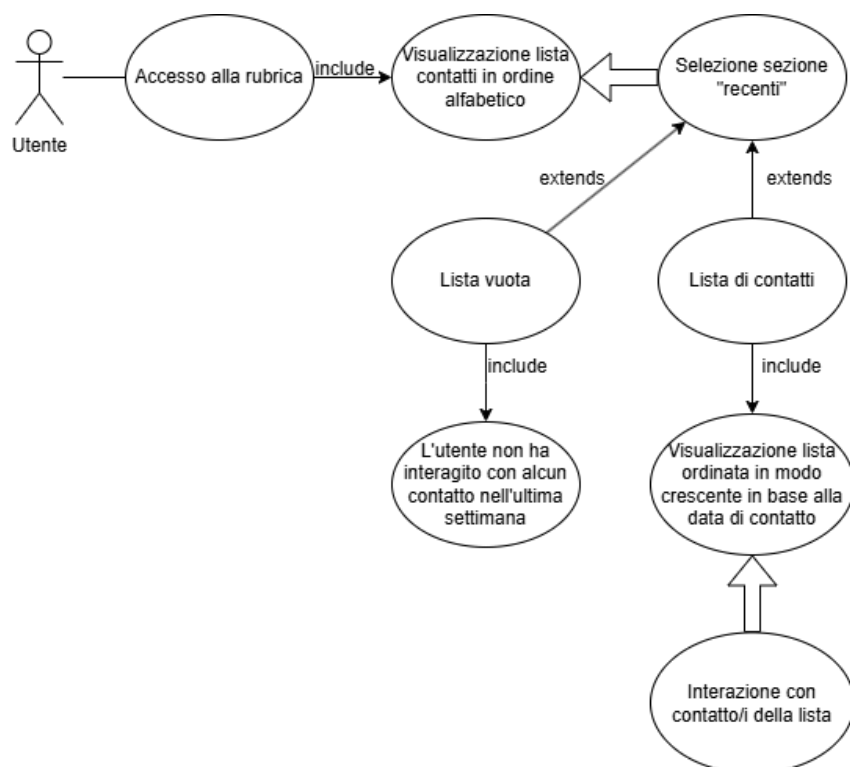 Utente
Accesso alla rubrica
include
Visualizzazione lista
contatti in ordine
alfabetico
Selezione sezione
"recenti"
extends
extends
Lista vuota
Lista di contatti
include
include
L'utente non ha
interagito con alcun
contatto nell'ultima
settimana
Visualizzazione lista
ordinata in modo
crescente in base alla
data di contatto
Interazione con
contatto/i della lista